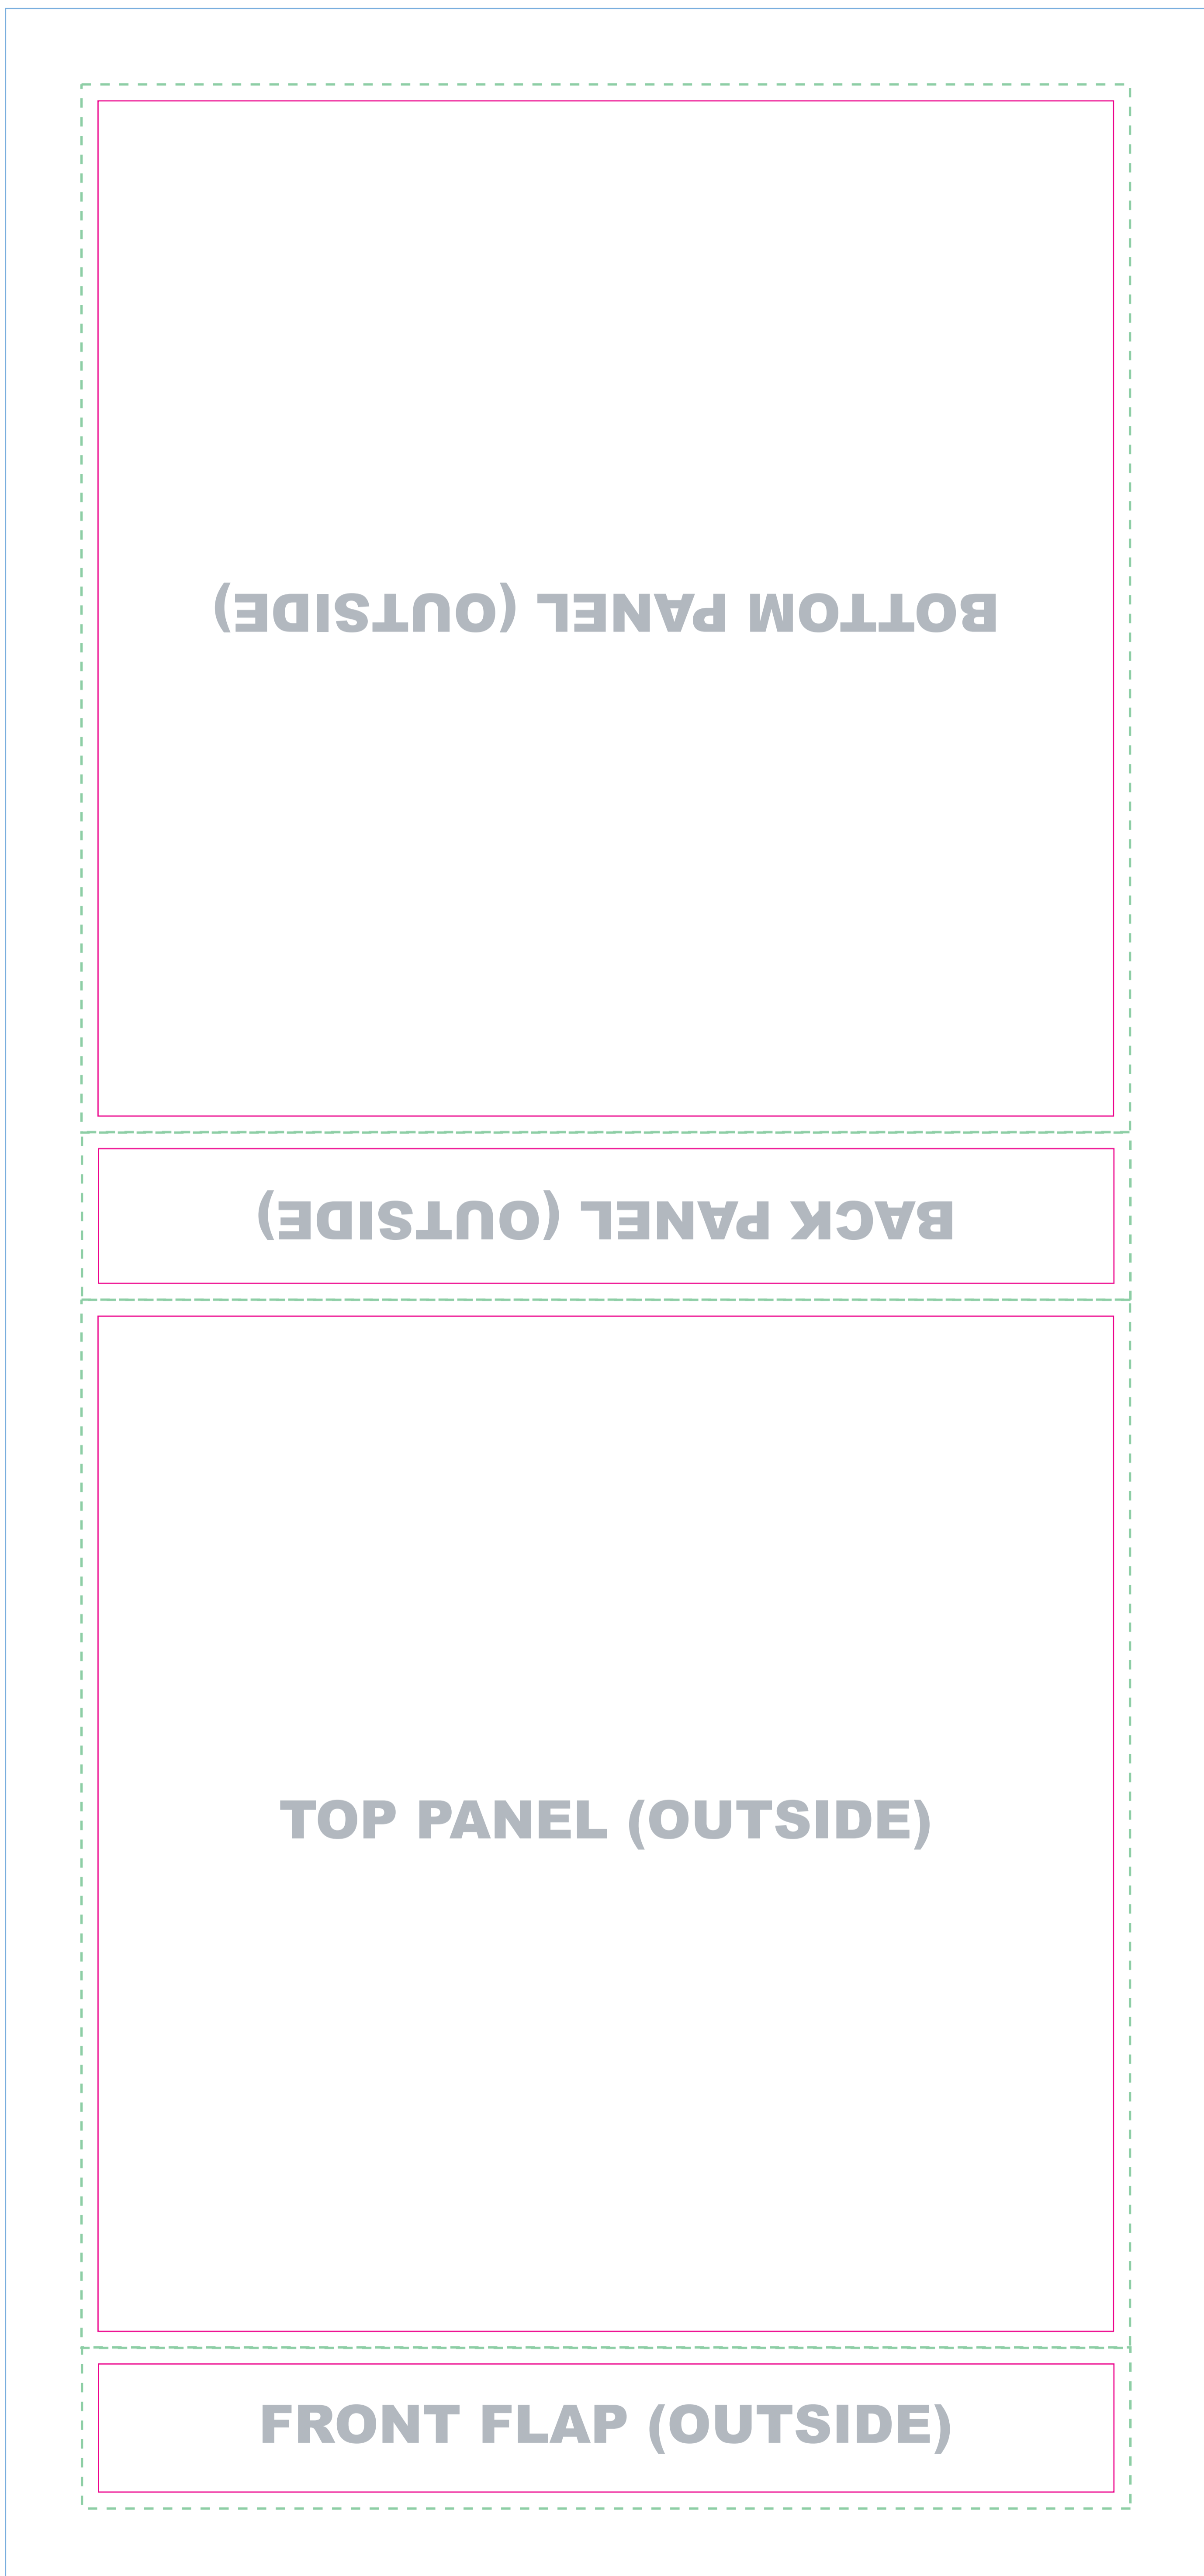 BOTTOM PANEL (OUTSIDE)
BACK PANEL (OUTSIDE)
TOP PANEL (OUTSIDE)
FRONT FLAP (OUTSIDE)